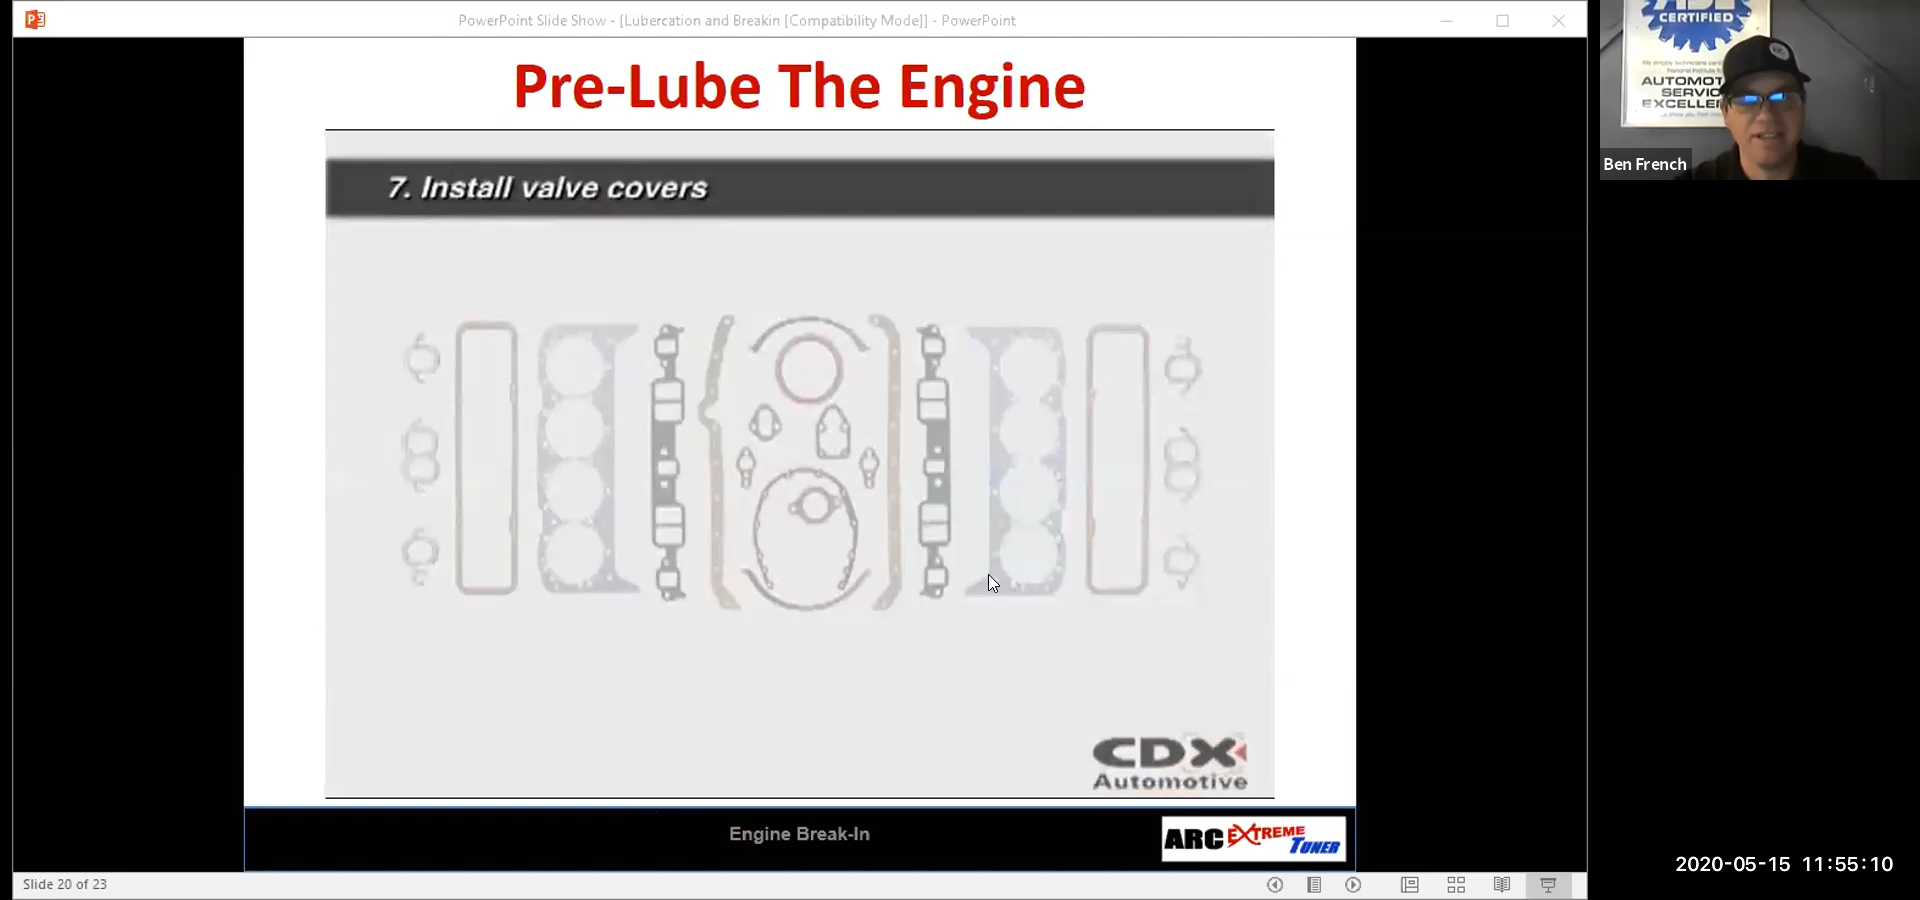 PowerPoint Slide Show - [Lubercation and Breakin [Compatibility Mode]] - PowerPoint
Pre-Lube The Engine
7. Install valve covers
CDX
Automotive
Engine Break-In
ARC EXTREME TUNER
Slide 20 of 23
CERTIFIED
AUTOMOT
SERVIC
EXCELLE
Ben French
2020-05-15 11:55:10